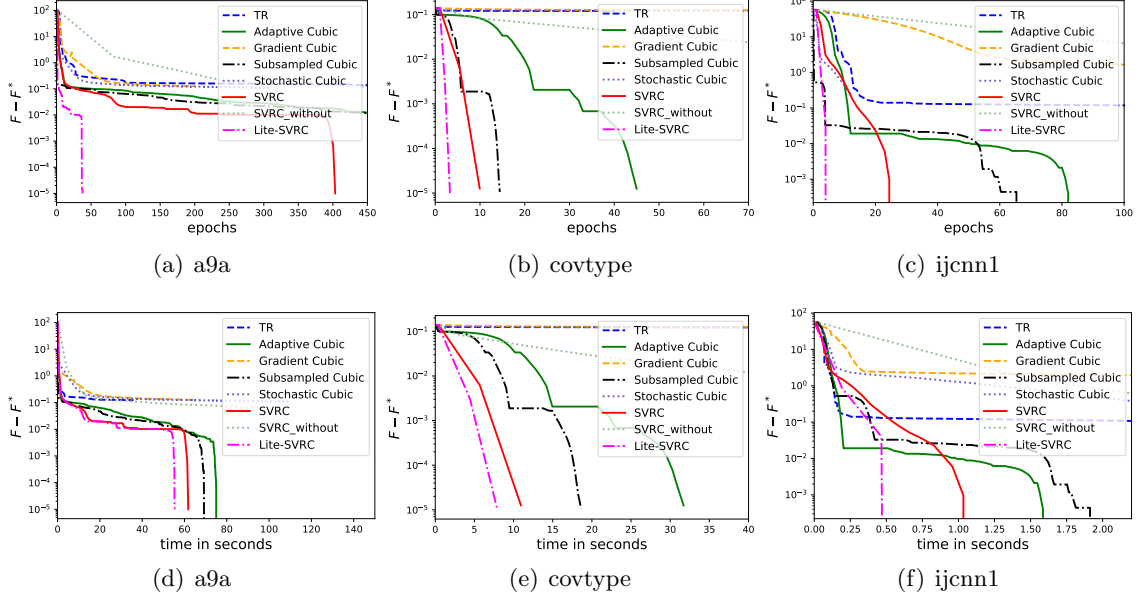 10²
10¹
10⁰
10⁻¹
10⁻²
10⁻³
10⁻⁴
10⁻⁵
F − F*
0 50 100 150 200 250 300 350 400 450
epochs
TR
Adaptive Cubic
Gradient Cubic
Subsampled Cubic
Stochastic Cubic
SVRC
SVRC_without
Lite-SVRC
(a) a9a
10⁻¹
10⁻²
10⁻³
10⁻⁴
10⁻⁵
F − F*
0 10 20 30 40 50 60 70
epochs
TR
Adaptive Cubic
Gradient Cubic
Subsampled Cubic
Stochastic Cubic
SVRC
SVRC_without
Lite-SVRC
(b) covtype
10¹
10⁰
10⁻¹
10⁻²
10⁻³
F − F*
0 20 40 60 80 100
epochs
TR
Adaptive Cubic
Gradient Cubic
Subsampled Cubic
Stochastic Cubic
SVRC
SVRC_without
Lite-SVRC
(c) ijcnn1
10²
10¹
10⁰
10⁻¹
10⁻²
10⁻³
10⁻⁴
10⁻⁵
F − F*
0 20 40 60 80 100 120 140
time in seconds
TR
Adaptive Cubic
Gradient Cubic
Subsampled Cubic
Stochastic Cubic
SVRC
SVRC_without
Lite-SVRC
(d) a9a
10⁻¹
10⁻²
10⁻³
10⁻⁴
10⁻⁵
F − F*
0 5 10 15 20 25 30 35 40
time in seconds
TR
Adaptive Cubic
Gradient Cubic
Subsampled Cubic
Stochastic Cubic
SVRC
SVRC_without
Lite-SVRC
(e) covtype
10¹
10⁰
10⁻¹
10⁻²
10⁻³
F − F*
0.00 0.25 0.50 0.75 1.00 1.25 1.50 1.75 2.00
time in seconds
TR
Adaptive Cubic
Gradient Cubic
Subsampled Cubic
Stochastic Cubic
SVRC
SVRC_without
Lite-SVRC
(f) ijcnn1